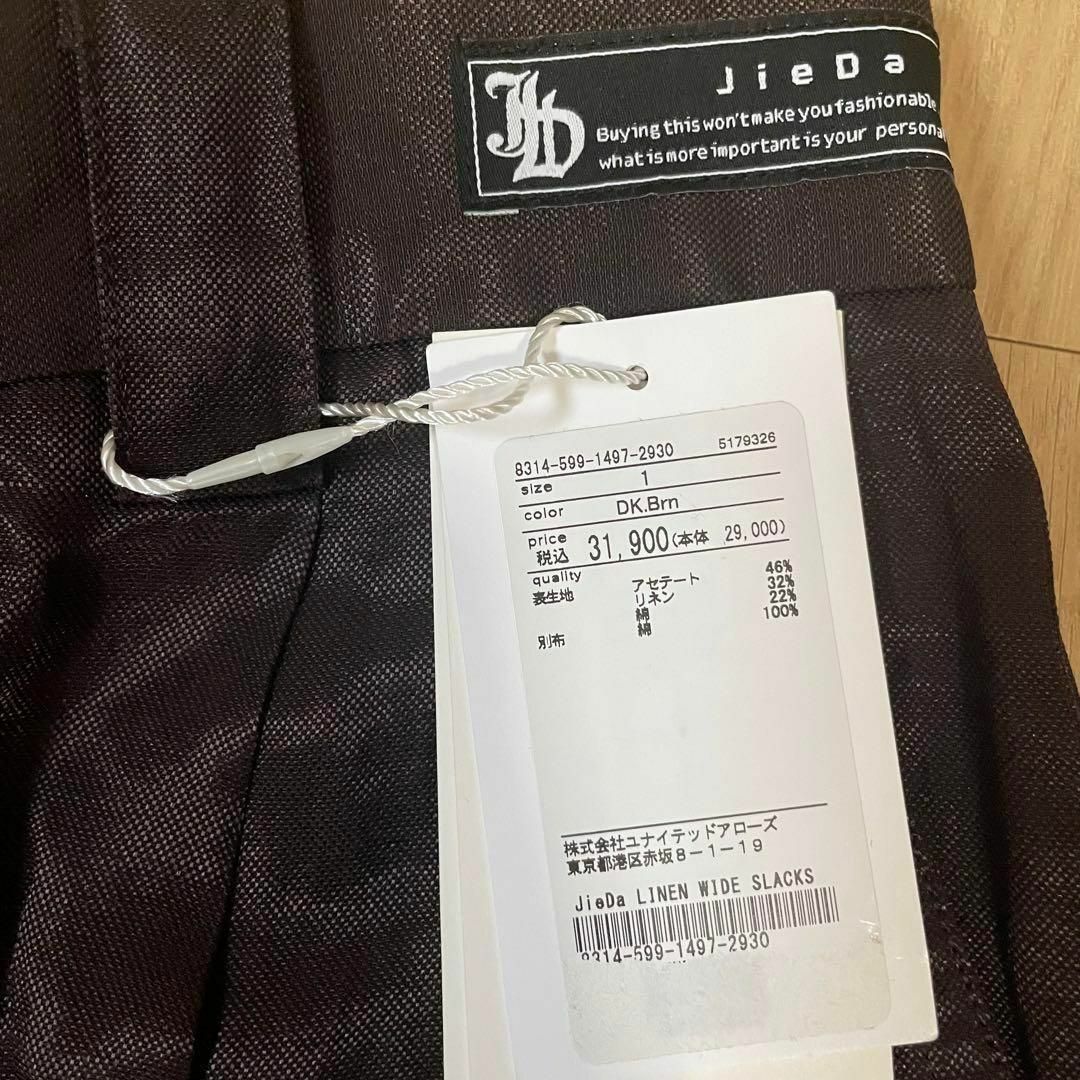 JieDa
JD
Buying this won't make you fashionable
what is more important is your persona
8314-599-1497-2930 5179326
size 1
color DK.Brn
price
税込 31,900(本体 29,000)
quality
表生地 アセテート 46%
リネン 32%
綿 22%
別布 綿 100%
株式会社ユナイテッドアローズ
東京都港区赤坂8-1-19
JieDa LINEN WIDE SLACKS
8314-599-1497-2930